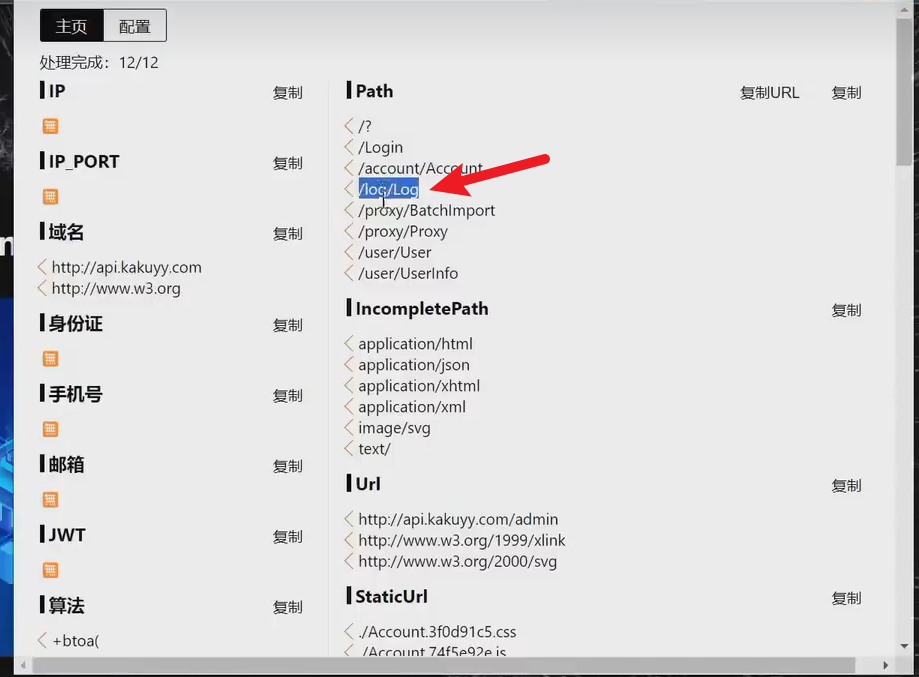 主页 配置
处理完成：12/12
IP 复制
🈚
IP_PORT 复制
🈚
域名 复制
http://api.kakuyy.com
http://www.w3.org
身份证 复制
🈚
手机号 复制
🈚
邮箱 复制
🈚
JWT 复制
🈚
算法 复制
+btoa(
Path 复制URL 复制
/?
/Login
/account/Account
/log/Log
/proxy/BatchImport
/proxy/Proxy
/user/User
/user/UserInfo
IncompletePath 复制
application/html
application/json
application/xhtml
application/xml
image/svg
text/
Url 复制
http://api.kakuyy.com/admin
http://www.w3.org/1999/xlink
http://www.w3.org/2000/svg
StaticUrl 复制
./Account.3f0d91c5.css
./Account.74f5e92e.js